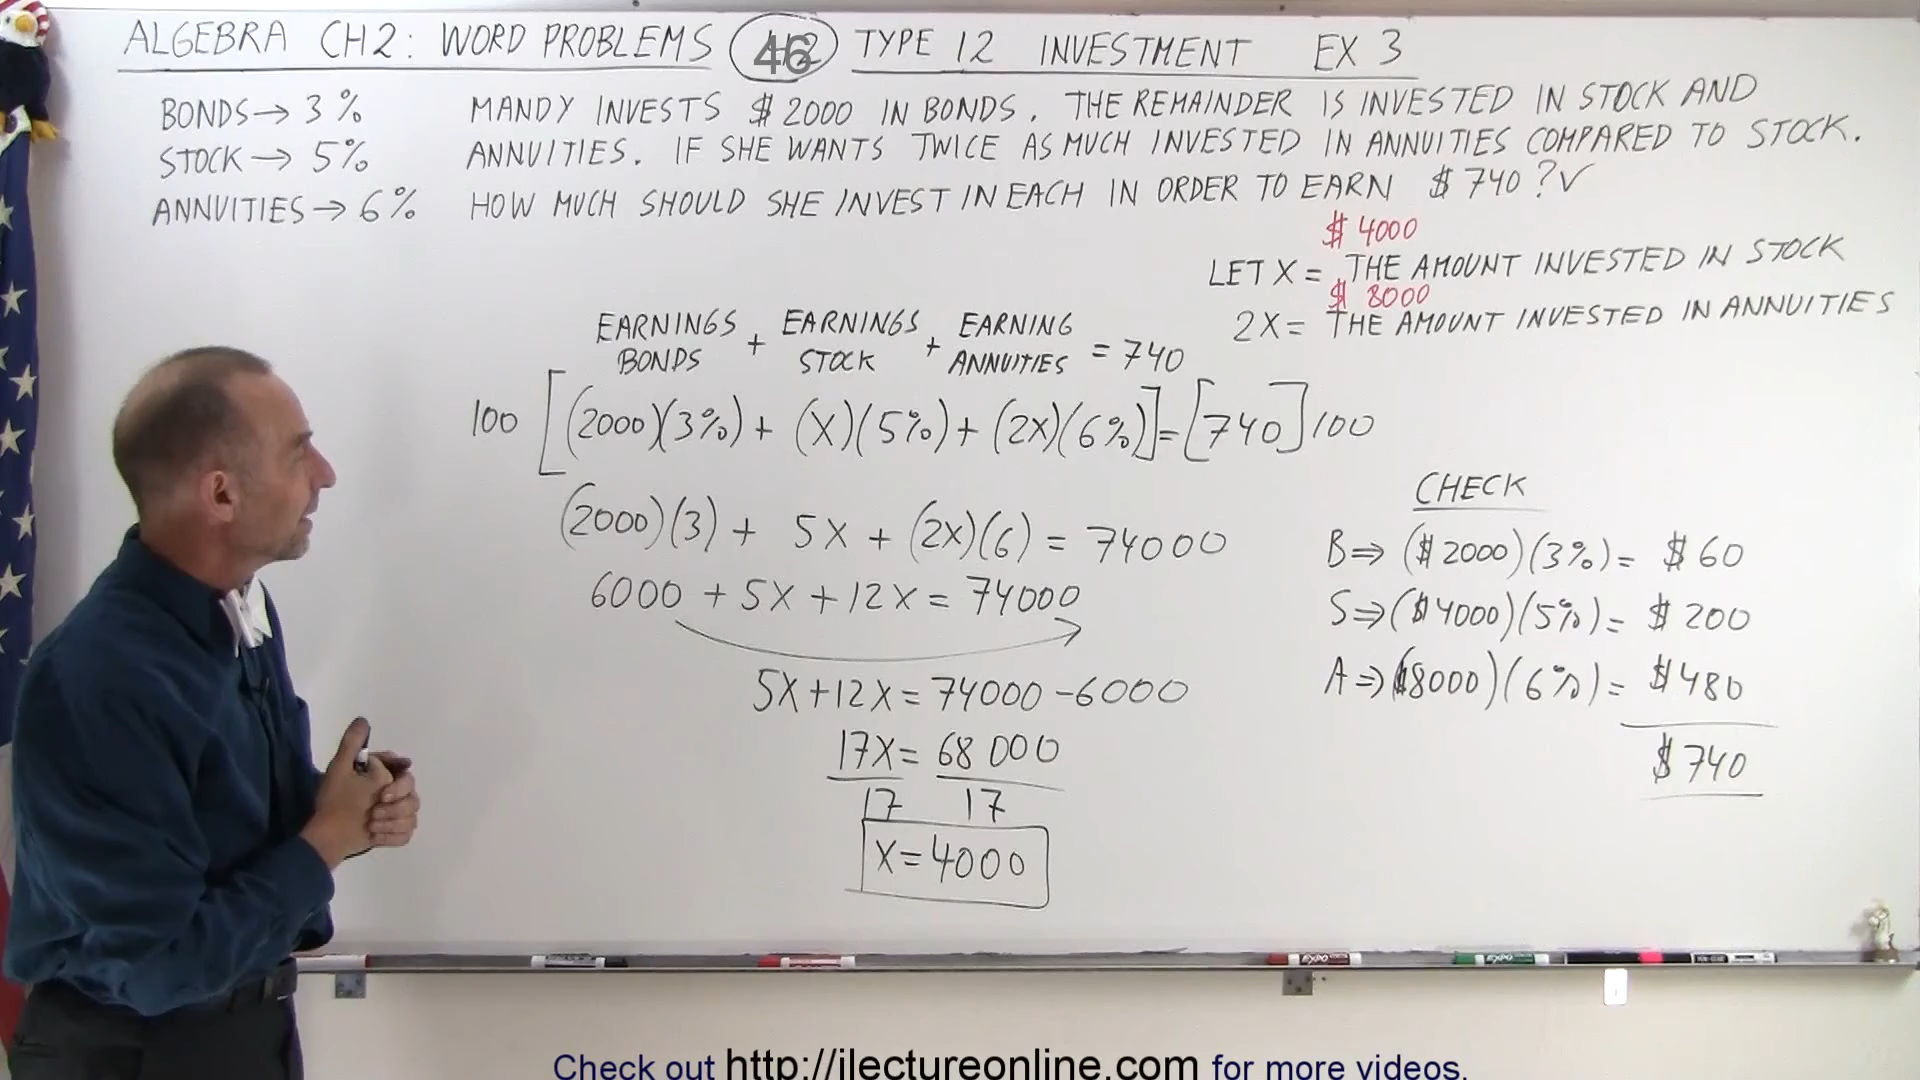 ALGEBRA CH2: WORD PROBLEMS 46 TYPE 12 INVESTMENT EX 3
BONDS → 3%
STOCK → 5%
ANNUITIES → 6%
MANDY INVESTS $ 2000 IN BONDS. THE REMAINDER IS INVESTED IN STOCK AND
ANNUITIES. IF SHE WANTS TWICE AS MUCH INVESTED IN ANNUITIES COMPARED TO STOCK.
HOW MUCH SHOULD SHE INVEST IN EACH IN ORDER TO EARN $ 740 ? √
$ 4000
LET X = THE AMOUNT INVESTED IN STOCK
$ 8000
2X = THE AMOUNT INVESTED IN ANNUITIES
EARNINGS BONDS + EARNINGS STOCK + EARNING ANNUITIES = 740
100 [(2000)(3%) + (X)(5%) + (2X)(6%)] = [740] 100
(2000)(3) + 5X + (2X)(6) = 74000
6000 + 5X + 12X = 74000
5X + 12X = 74000 - 6000
17X = 68 000
17 17
X = 4000
CHECK
B ⇒ ($ 2000)(3%) = $ 60
S ⇒ ($ 4000)(5%) = $ 200
A ⇒ ($8000)(6%) = $ 480
$ 740
Check out http://ilectureonline.com for more videos.